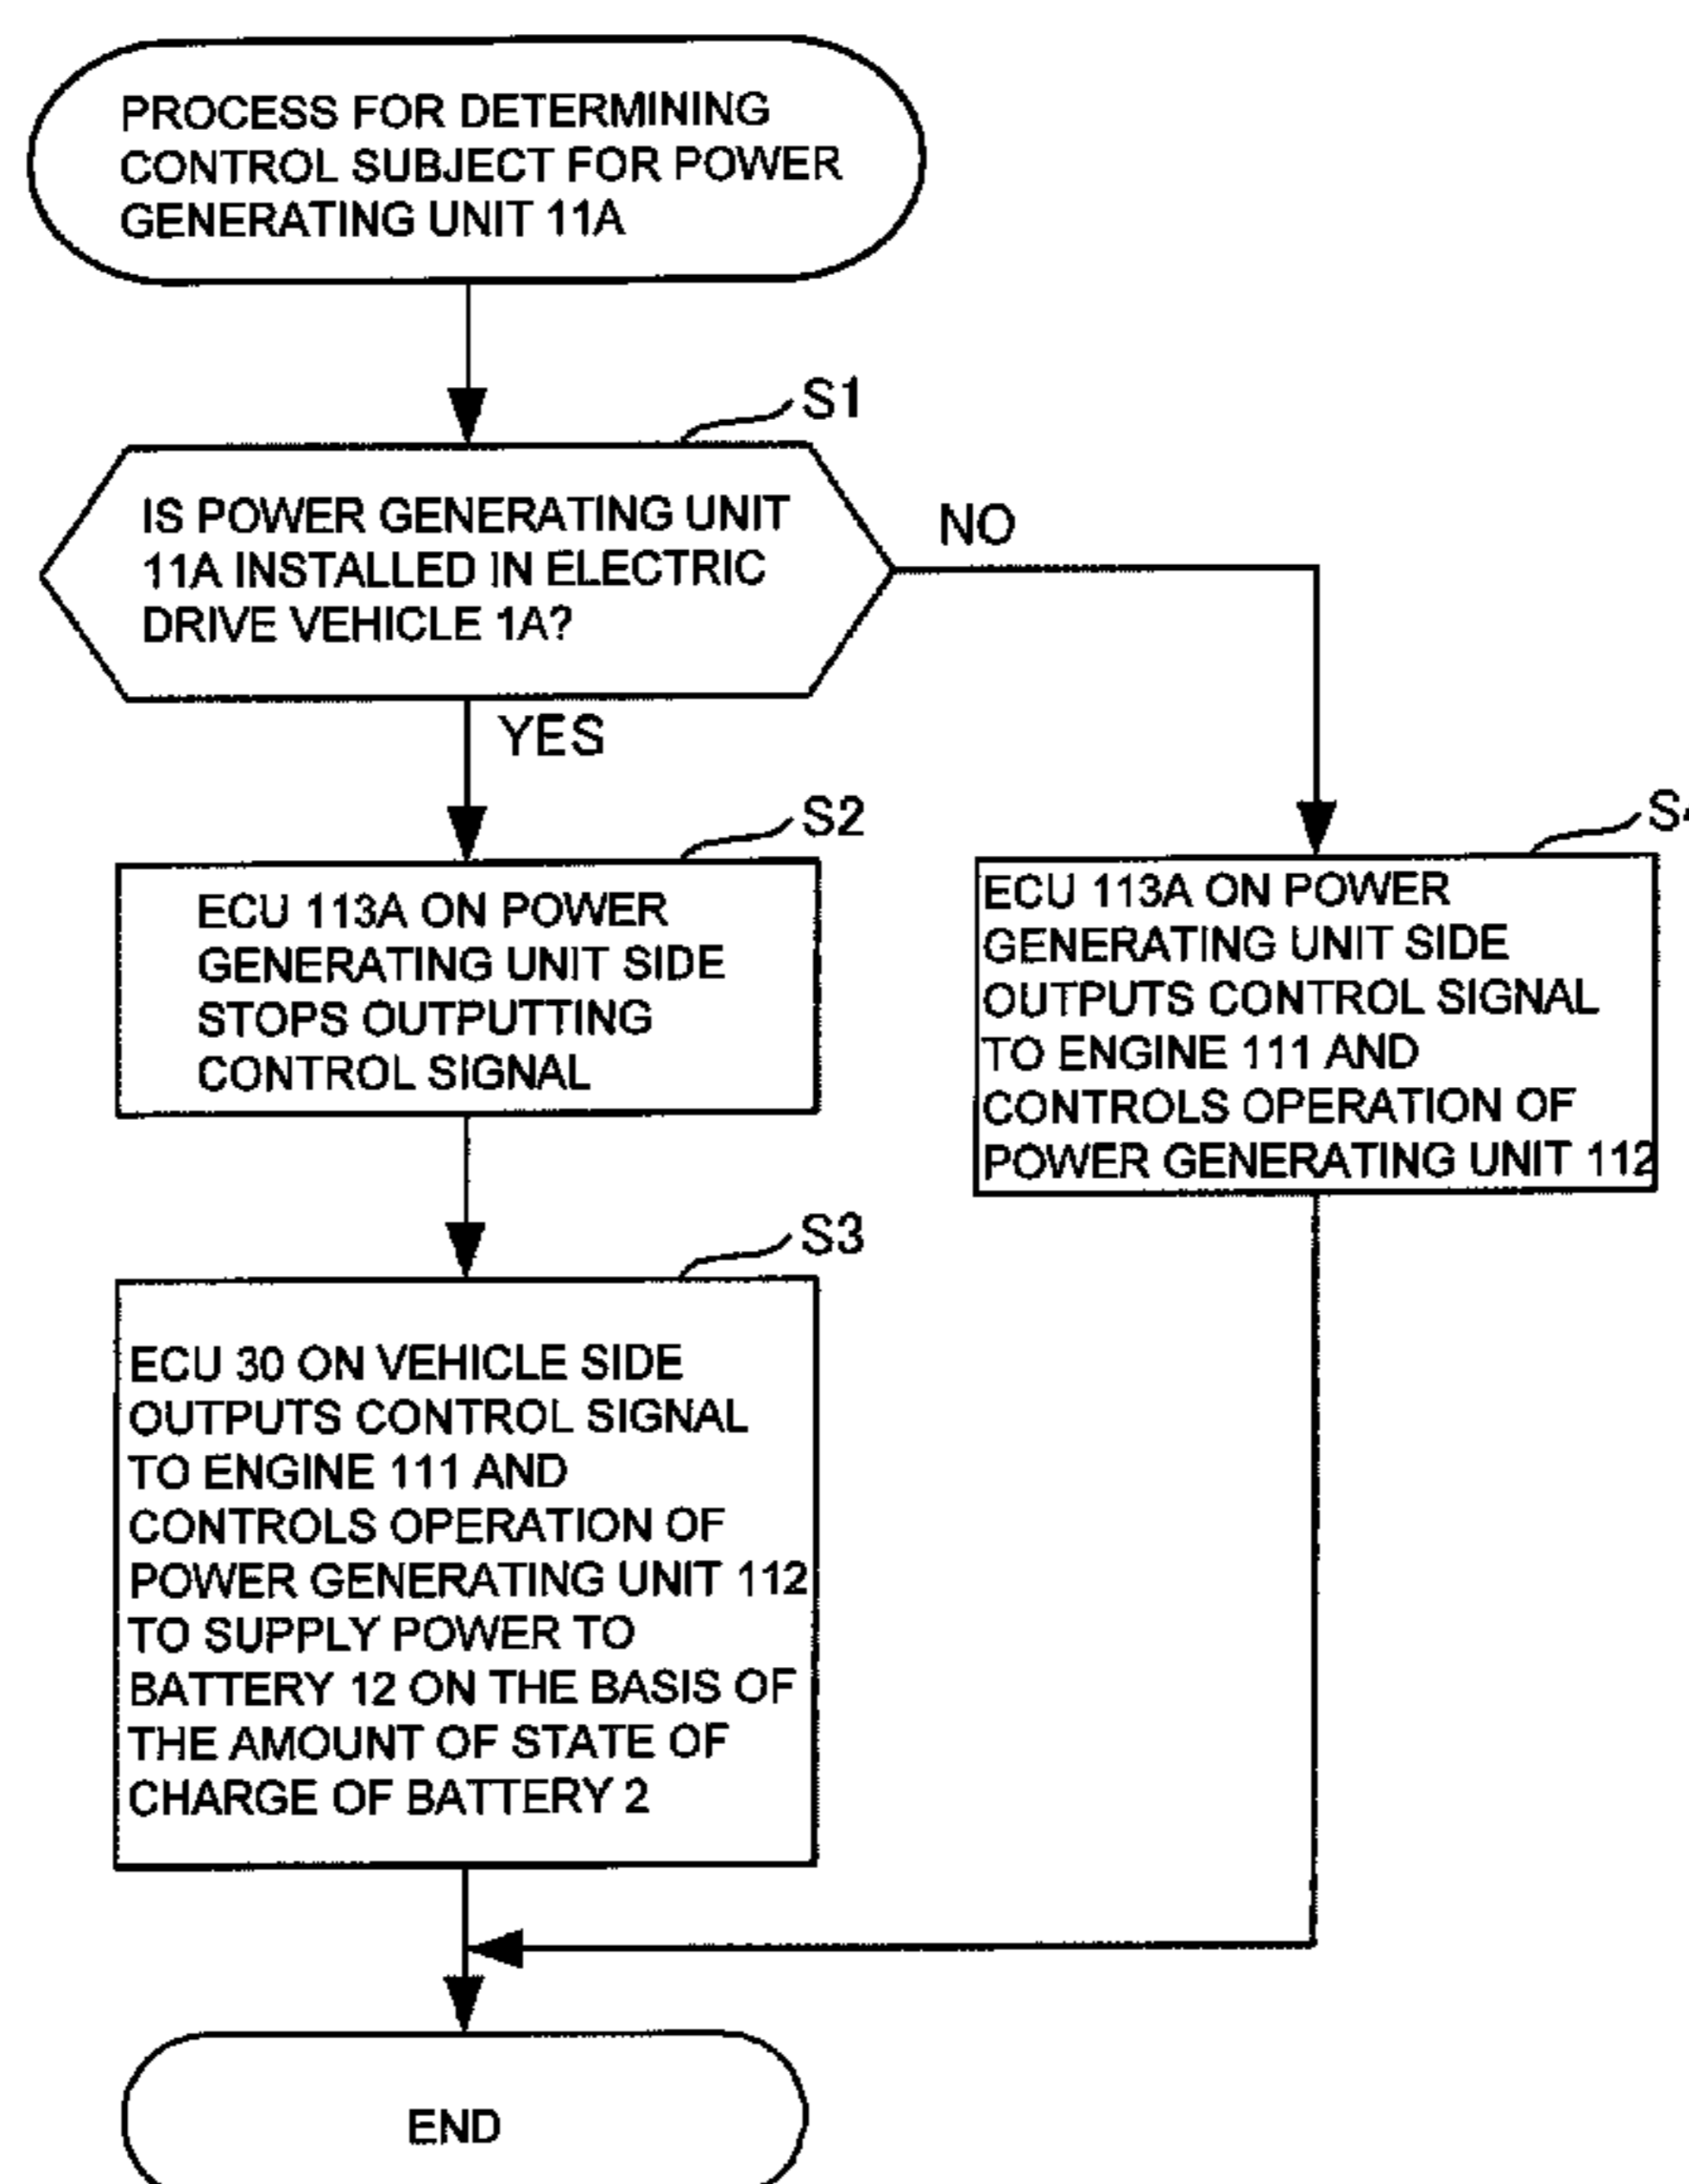 PROCESS FOR DETERMINING
CONTROL SUBJECT FOR POWER
GENERATING UNIT 11A
S1
IS POWER GENERATING UNIT
11A INSTALLED IN ELECTRIC
DRIVE VEHICLE 1A?
NO
YES
S2
ECU 113A ON POWER
GENERATING UNIT SIDE
STOPS OUTPUTTING
CONTROL SIGNAL
ECU 113A ON POWER
GENERATING UNIT SIDE
OUTPUTS CONTROL SIGNAL
TO ENGINE 111 AND
CONTROLS OPERATION OF
POWER GENERATING UNIT 112
S3
ECU 30 ON VEHICLE SIDE
OUTPUTS CONTROL SIGNAL
TO ENGINE 111 AND
CONTROLS OPERATION OF
POWER GENERATING UNIT 112
TO SUPPLY POWER TO
BATTERY 12 ON THE BASIS OF
THE AMOUNT OF STATE OF
CHARGE OF BATTERY 2
END